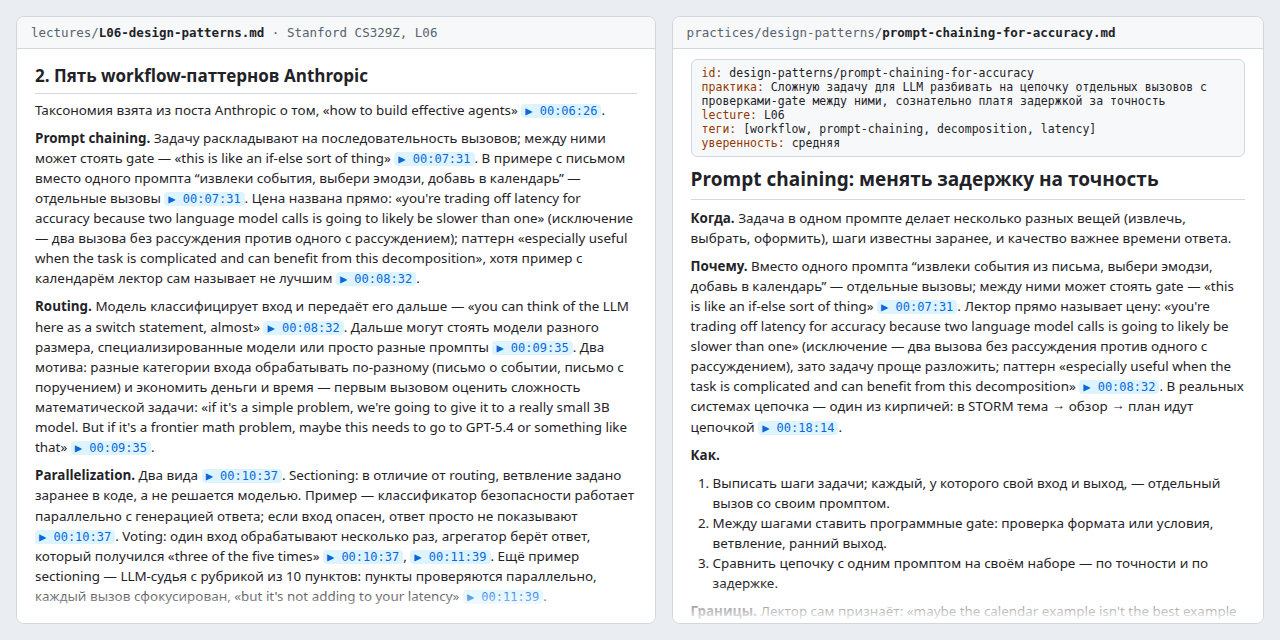 lectures/L06-design-patterns.md · Stanford CS329Z, L06
2. Пять workflow-паттернов Anthropic
Таксономия взята из поста Anthropic о том, «how to build effective agents» ▶ 00:06:26 .
Prompt chaining. Задачу раскладывают на последовательность вызовов; между ними
может стоять gate — «this is like an if-else sort of thing» ▶ 00:07:31 . В примере с письмом
вместо одного промпта “извлеки события, выбери эмодзи, добавь в календарь” —
отдельные вызовы ▶ 00:07:31 . Цена названа прямо: «you're trading off latency for
accuracy because two language model calls is going to likely be slower than one» (исключение
— два вызова без рассуждения против одного с рассуждением); паттерн «especially useful
when the task is complicated and can benefit from this decomposition», хотя пример с
календарём лектор сам называет не лучшим ▶ 00:08:32 .
Routing. Модель классифицирует вход и передаёт его дальше — «you can think of the LLM
here as a switch statement, almost» ▶ 00:08:32 . Дальше могут стоять модели разного
размера, специализированные модели или просто разные промпты ▶ 00:09:35 . Два
мотива: разные категории входа обрабатывать по-разному (письмо о событии, письмо с
поручением) и экономить деньги и время — первым вызовом оценить сложность
математической задачи: «if it's a simple problem, we're going to give it to a really small 3B
model. But if it's a frontier math problem, maybe this needs to go to GPT-5.4 or something like
that» ▶ 00:09:35 .
Parallelization. Два вида ▶ 00:10:37 . Sectioning: в отличие от routing, ветвление задано
заранее в коде, а не решается моделью. Пример — классификатор безопасности работает
параллельно с генерацией ответа; если вход опасен, ответ просто не показывают
▶ 00:10:37 . Voting: один вход обрабатывают несколько раз, агрегатор берёт ответ,
который получился «three of the five times» ▶ 00:10:37 , ▶ 00:11:39 . Ещё пример
sectioning — LLM-судья с рубрикой из 10 пунктов: пункты проверяются параллельно,
каждый вызов сфокусирован, «but it's not adding to your latency» ▶ 00:11:39 .
practices/design-patterns/prompt-chaining-for-accuracy.md
id: design-patterns/prompt-chaining-for-accuracy
практика: Сложную задачу для LLM разбивать на цепочку отдельных вызовов с
проверками-gate между ними, сознательно платя задержкой за точность
lecture: L06
теги: [workflow, prompt-chaining, decomposition, latency]
уверенность: средняя
Prompt chaining: менять задержку на точность
Когда. Задача в одном промпте делает несколько разных вещей (извлечь,
выбрать, оформить), шаги известны заранее, и качество важнее времени ответа.
Почему. Вместо одного промпта “извлеки события из письма, выбери эмодзи,
добавь в календарь” — отдельные вызовы; между ними может стоять gate — «this
is like an if-else sort of thing» ▶ 00:07:31 . Лектор прямо называет цену: «you're
trading off latency for accuracy because two language model calls is going to likely be
slower than one» (исключение — два вызова без рассуждения против одного с
рассуждением), зато задачу проще разложить; паттерн «especially useful when the
task is complicated and can benefit from this decomposition» ▶ 00:08:32 . В реальных
системах цепочка — один из кирпичей: в STORM тема → обзор → план идут
цепочкой ▶ 00:18:14 .
Как.
1. Выписать шаги задачи; каждый, у которого свой вход и выход, — отдельный
вызов со своим промптом.
2. Между шагами ставить программные gate: проверка формата или условия,
ветвление, ранний выход.
3. Сравнить цепочку с одним промптом на своём наборе — по точности и по
задержке.
Границы. Лектор сам признаёт: «maybe the calendar example isn't the best example